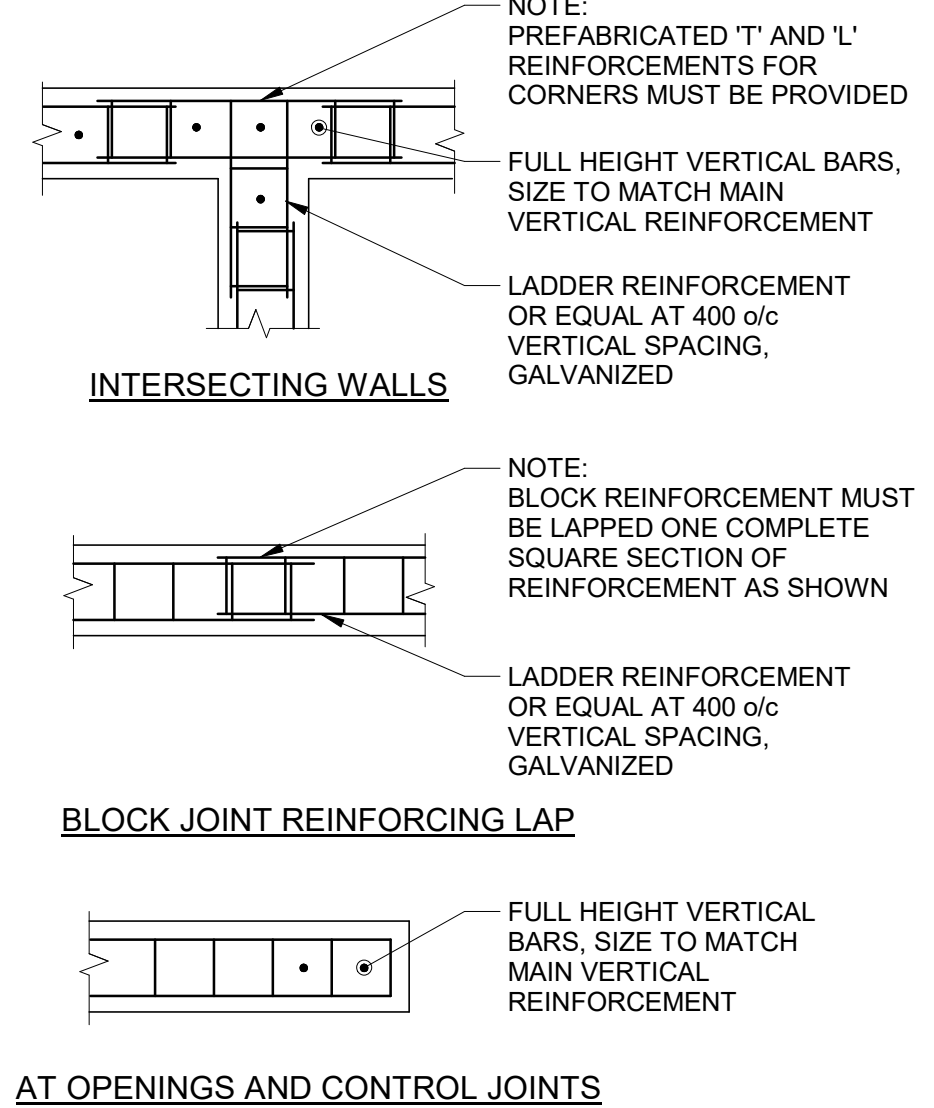 NOTE:
PREFABRICATED 'T' AND 'L'
REINFORCEMENTS FOR
CORNERS MUST BE PROVIDED
FULL HEIGHT VERTICAL BARS,
SIZE TO MATCH MAIN
VERTICAL REINFORCEMENT
LADDER REINFORCEMENT
OR EQUAL AT 400 o/c
VERTICAL SPACING,
GALVANIZED
INTERSECTING WALLS
NOTE:
BLOCK REINFORCEMENT MUST
BE LAPPED ONE COMPLETE
SQUARE SECTION OF
REINFORCEMENT AS SHOWN
LADDER REINFORCEMENT
OR EQUAL AT 400 o/c
VERTICAL SPACING,
GALVANIZED
BLOCK JOINT REINFORCING LAP
FULL HEIGHT VERTICAL
BARS, SIZE TO MATCH
MAIN VERTICAL
REINFORCEMENT
AT OPENINGS AND CONTROL JOINTS